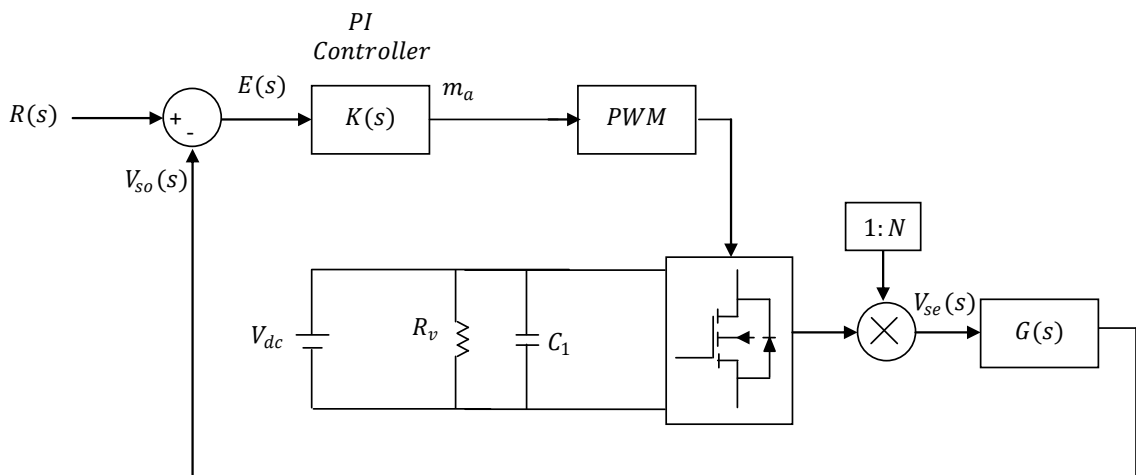 PI
Controller
E(s)
m_a
R(s)
+
-
K(s)
PWM
V_so(s)
1: N
V_se(s)
V_dc
R_v
C_1
G(s)